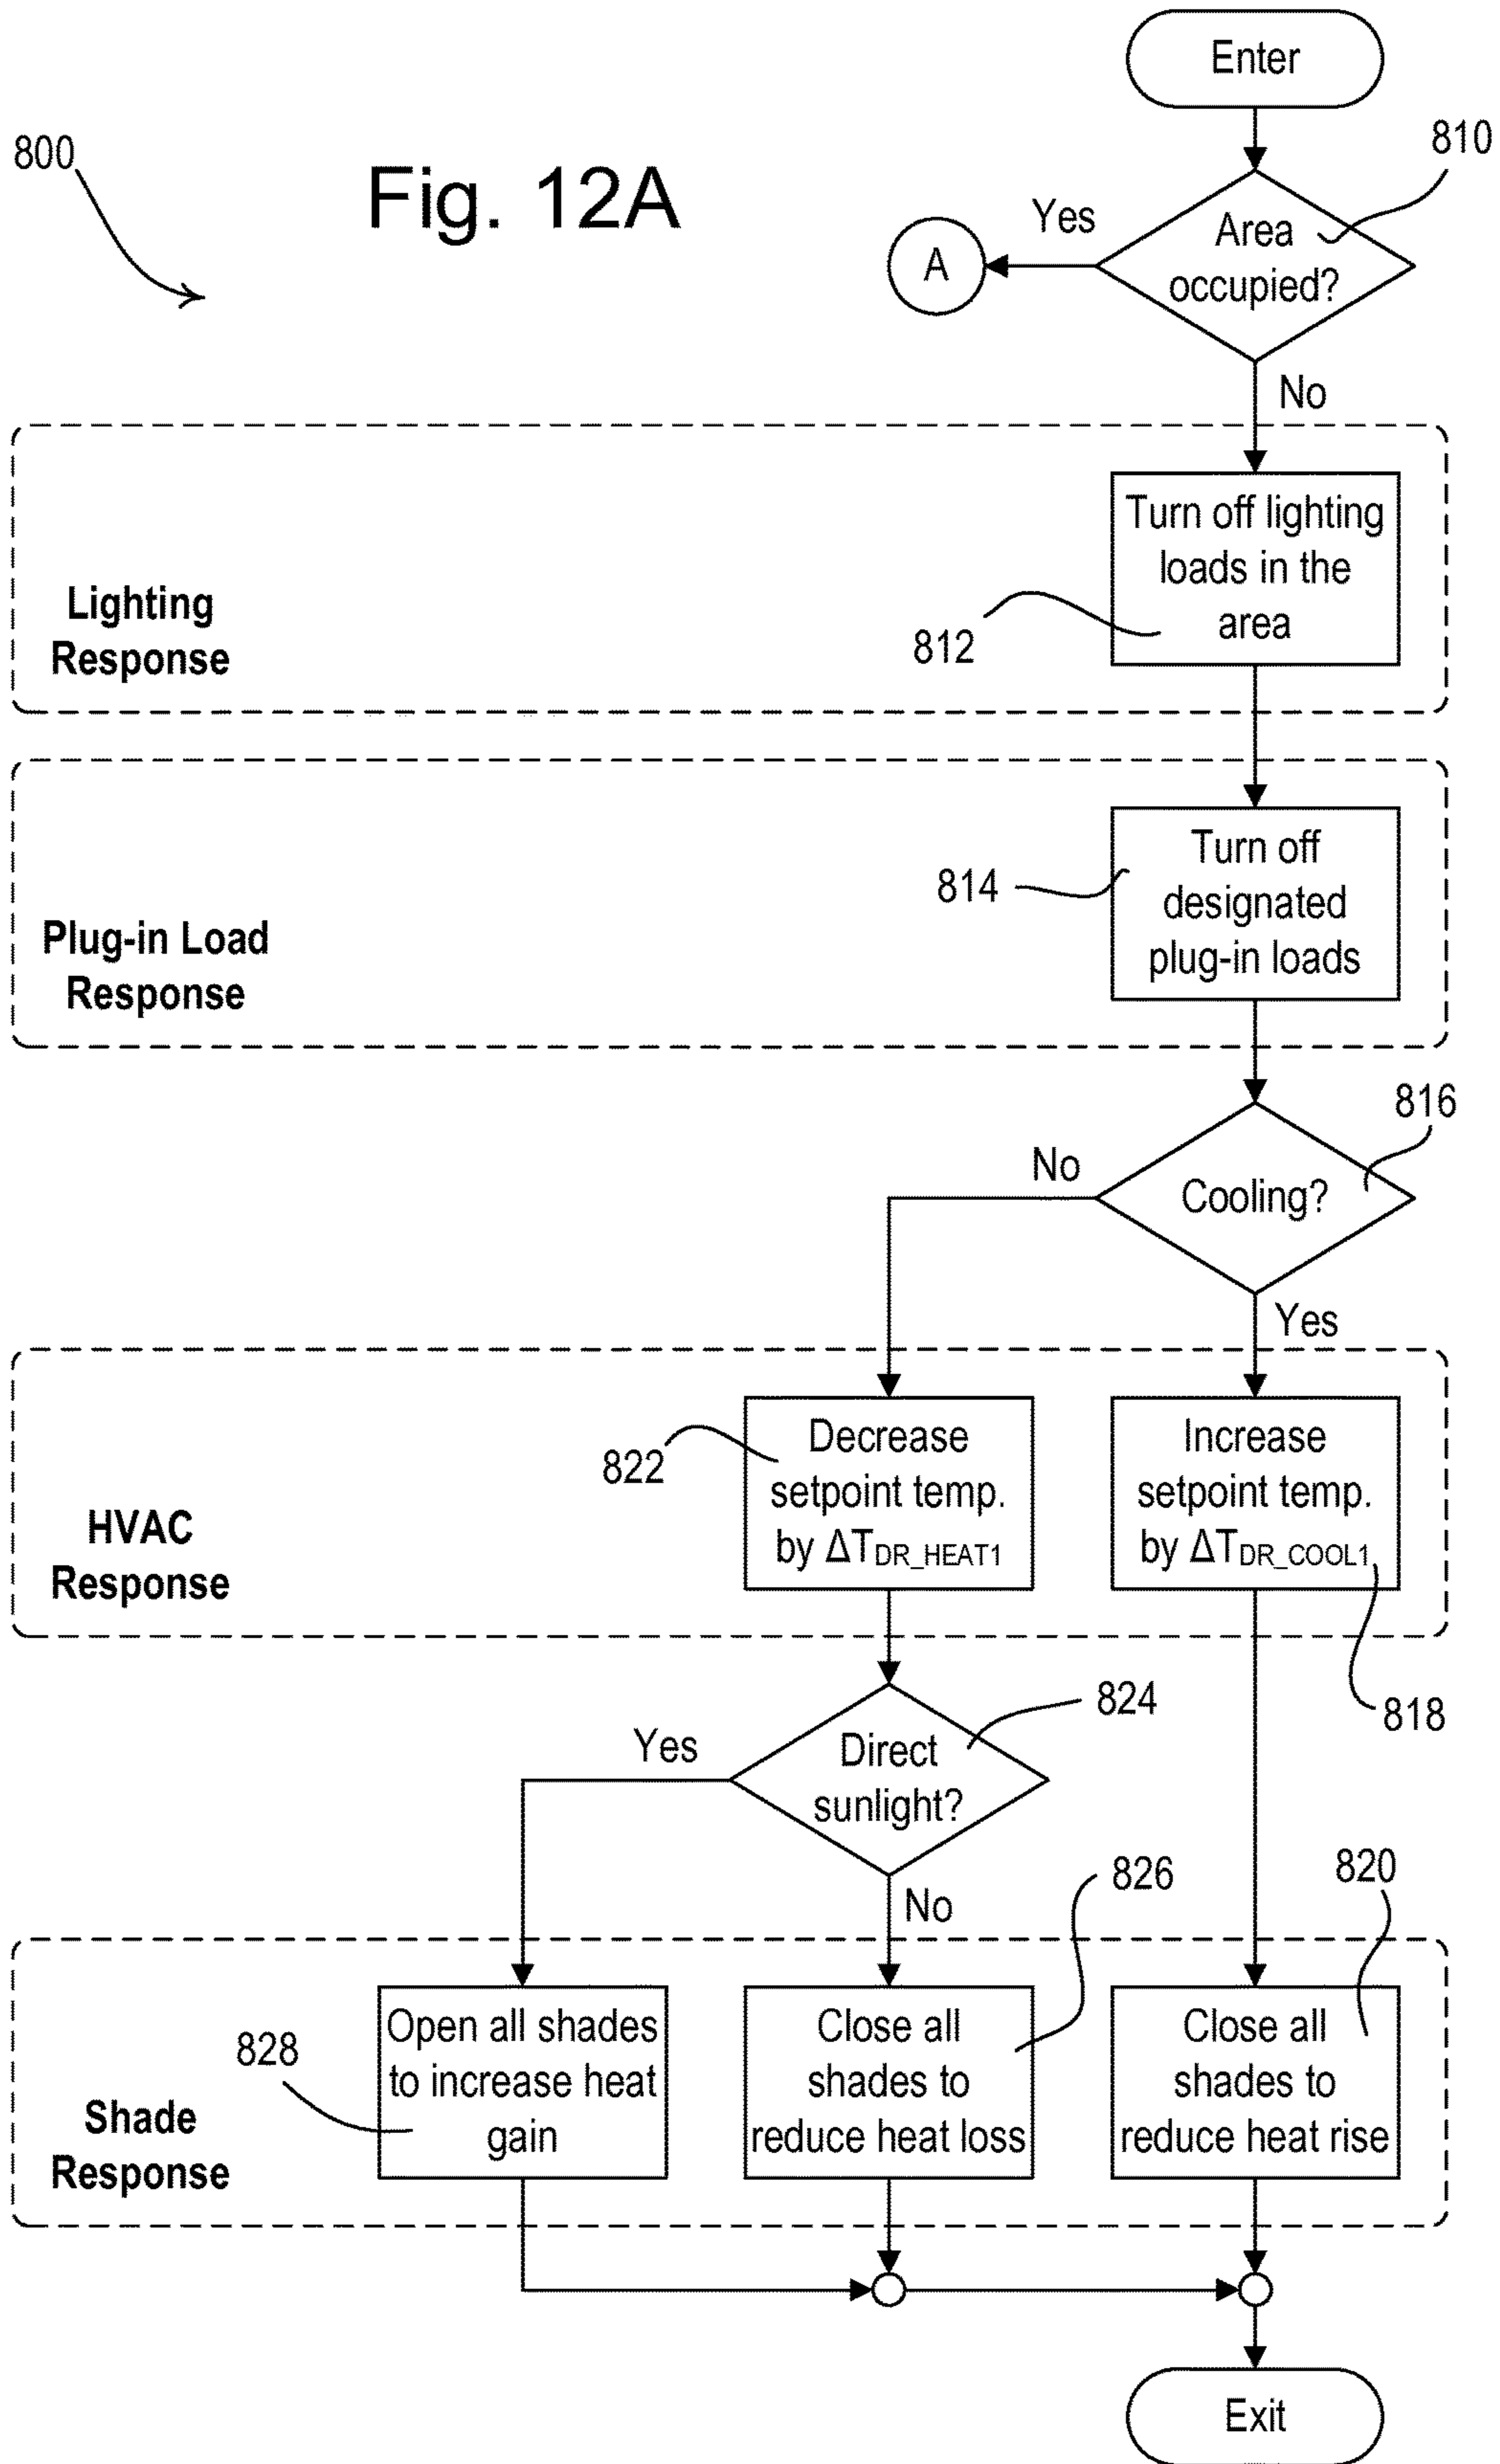 Enter
800
Fig. 12A
810
Yes
Area
occupied?
A
No
Turn off lighting
loads in the
area
812
Lighting
Response
Turn off
designated
plug-in loads
814
Plug-in Load
Response
816
No
Cooling?
Yes
Decrease
setpoint temp.
by ΔTDR_HEAT1
822
Increase
setpoint temp.
by ΔTDR_COOL1
HVAC
Response
818
824
Yes
Direct
sunlight?
826
820
No
Open all shades
to increase heat
gain
828
Close all
shades to
reduce heat loss
Close all
shades to
reduce heat rise
Shade
Response
Exit